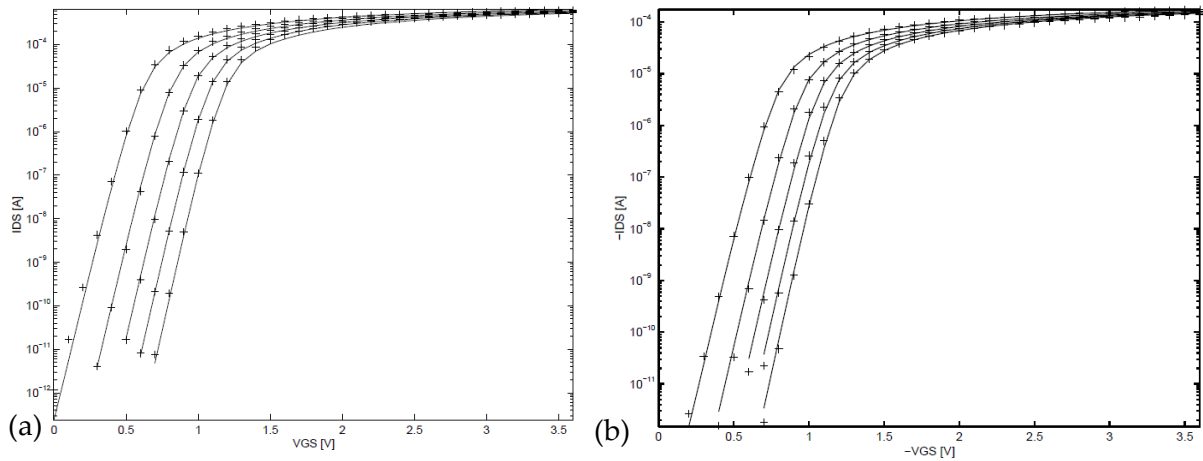 10⁻⁴
10⁻⁵
10⁻⁶
10⁻⁷
10⁻⁸
10⁻⁹
10⁻¹⁰
10⁻¹¹
10⁻¹²
IDS [A]
0 0.5 1 1.5 2 2.5 3 3.5
VGS [V]
(a)
10⁻⁴
10⁻⁵
10⁻⁶
10⁻⁷
10⁻⁸
10⁻⁹
10⁻¹⁰
10⁻¹¹
−IDS [A]
0 0.5 1 1.5 2 2.5 3 3.5
−VGS [V]
(b)